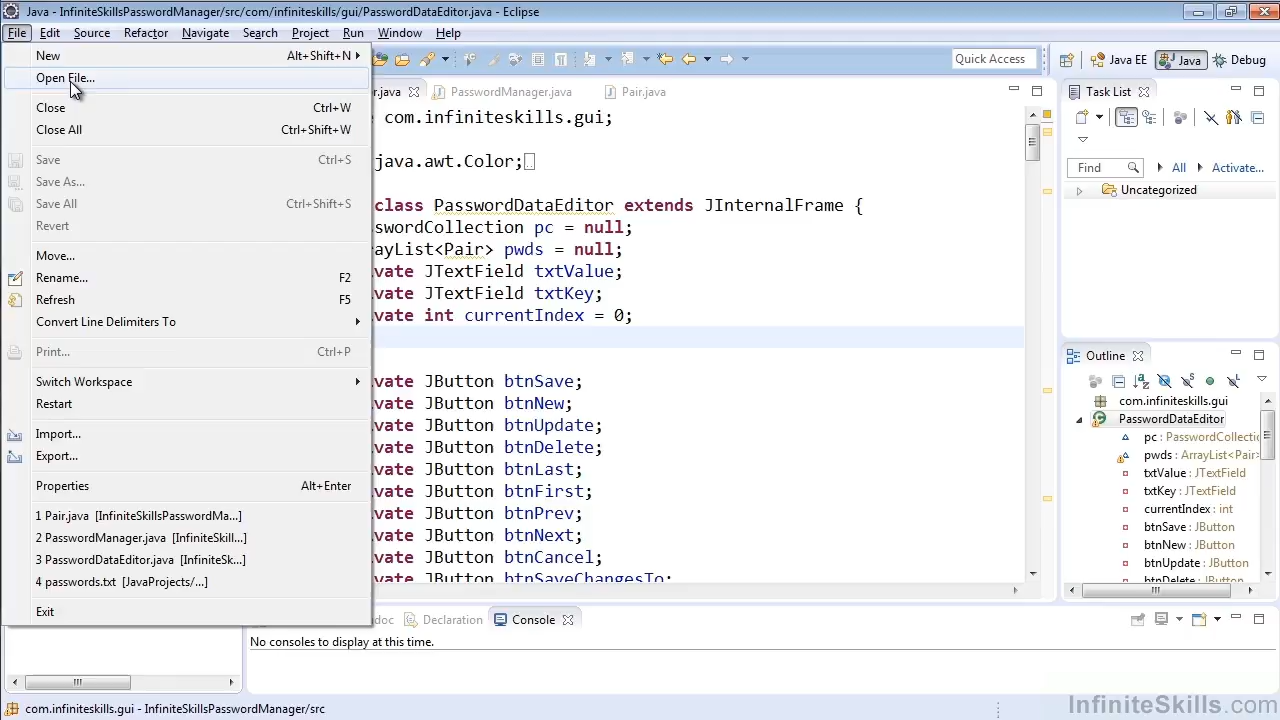 Java - InfiniteSkillsPasswordManager/src/com/infiniteskills/gui/PasswordDataEditor.java - Eclipse
File Edit Source Refactor Navigate Search Project Run Window Help
New Alt+Shift+N
Open File...
Close Ctrl+W
Close All Ctrl+Shift+W
Save Ctrl+S
Save As...
Save All Ctrl+Shift+S
Revert
Move...
Rename... F2
Refresh F5
Convert Line Delimiters To
Print... Ctrl+P
Switch Workspace
Restart
Import...
Export...
Properties Alt+Enter
1 Pair.java [InfiniteSkillsPasswordMa...]
2 PasswordManager.java [InfiniteSkill...]
3 PasswordDataEditor.java [InfiniteSk...]
4 passwords.txt [JavaProjects/...]
Exit
Quick Access
Java EE
Java
Debug
r.java
PasswordManager.java
Pair.java
com.infiniteskills.gui;
java.awt.Color;
class PasswordDataEditor extends JInternalFrame {
swordCollection pc = null;
ayList<Pair> pwds = null;
vate JTextField txtValue;
vate JTextField txtKey;
vate int currentIndex = 0;
vate JButton btnSave;
vate JButton btnNew;
vate JButton btnUpdate;
vate JButton btnDelete;
vate JButton btnLast;
vate JButton btnFirst;
vate JButton btnPrev;
vate JButton btnNext;
vate JButton btnCancel;
vate JButton btnSaveChangesTo;
Task List
Find
All
Activate...
Uncategorized
Outline
com.infiniteskills.gui
PasswordDataEditor
pc : PasswordCollectio
pwds : ArrayList<Pair>
txtValue : JTextField
txtKey : JTextField
currentIndex : int
btnSave : JButton
btnNew : JButton
btnUpdate : JButton
btnDelete : JButton
doc
Declaration
Console
No consoles to display at this time.
com.infiniteskills.gui - InfiniteSkillsPasswordManager/src
InfiniteSkills.com